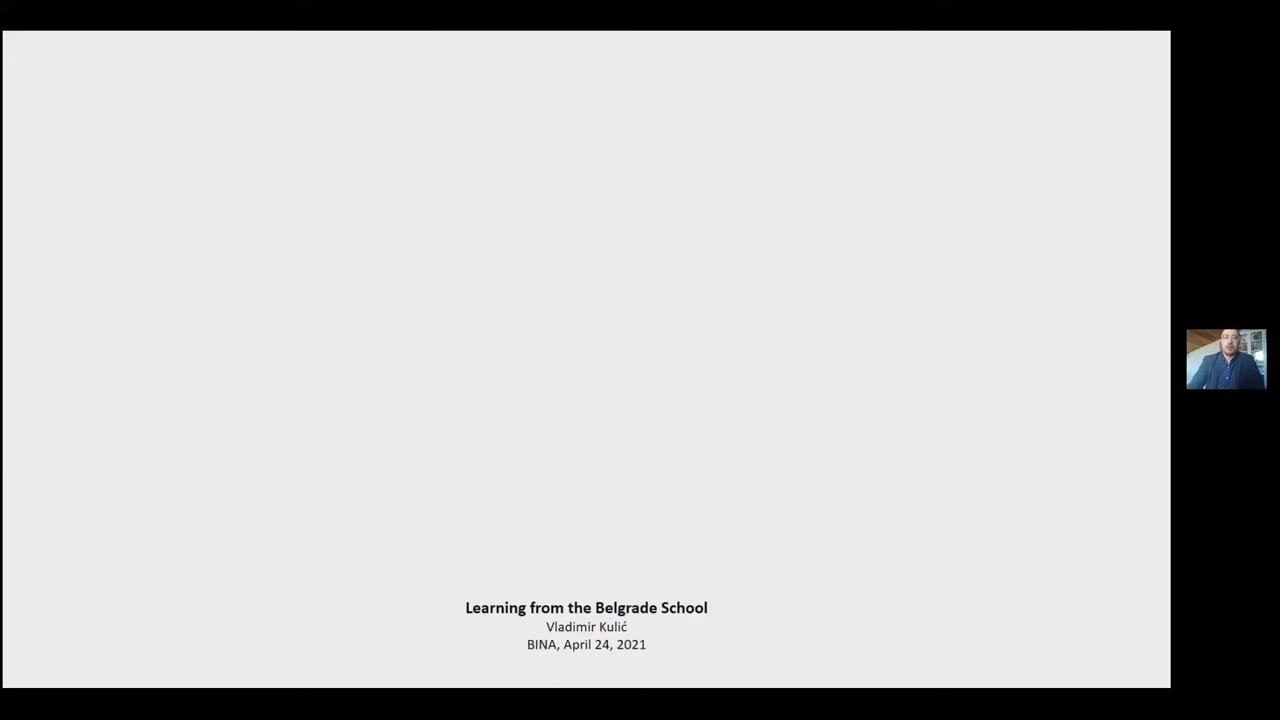 Learning from the Belgrade School
Vladimir Kulić
BINA, April 24, 2021